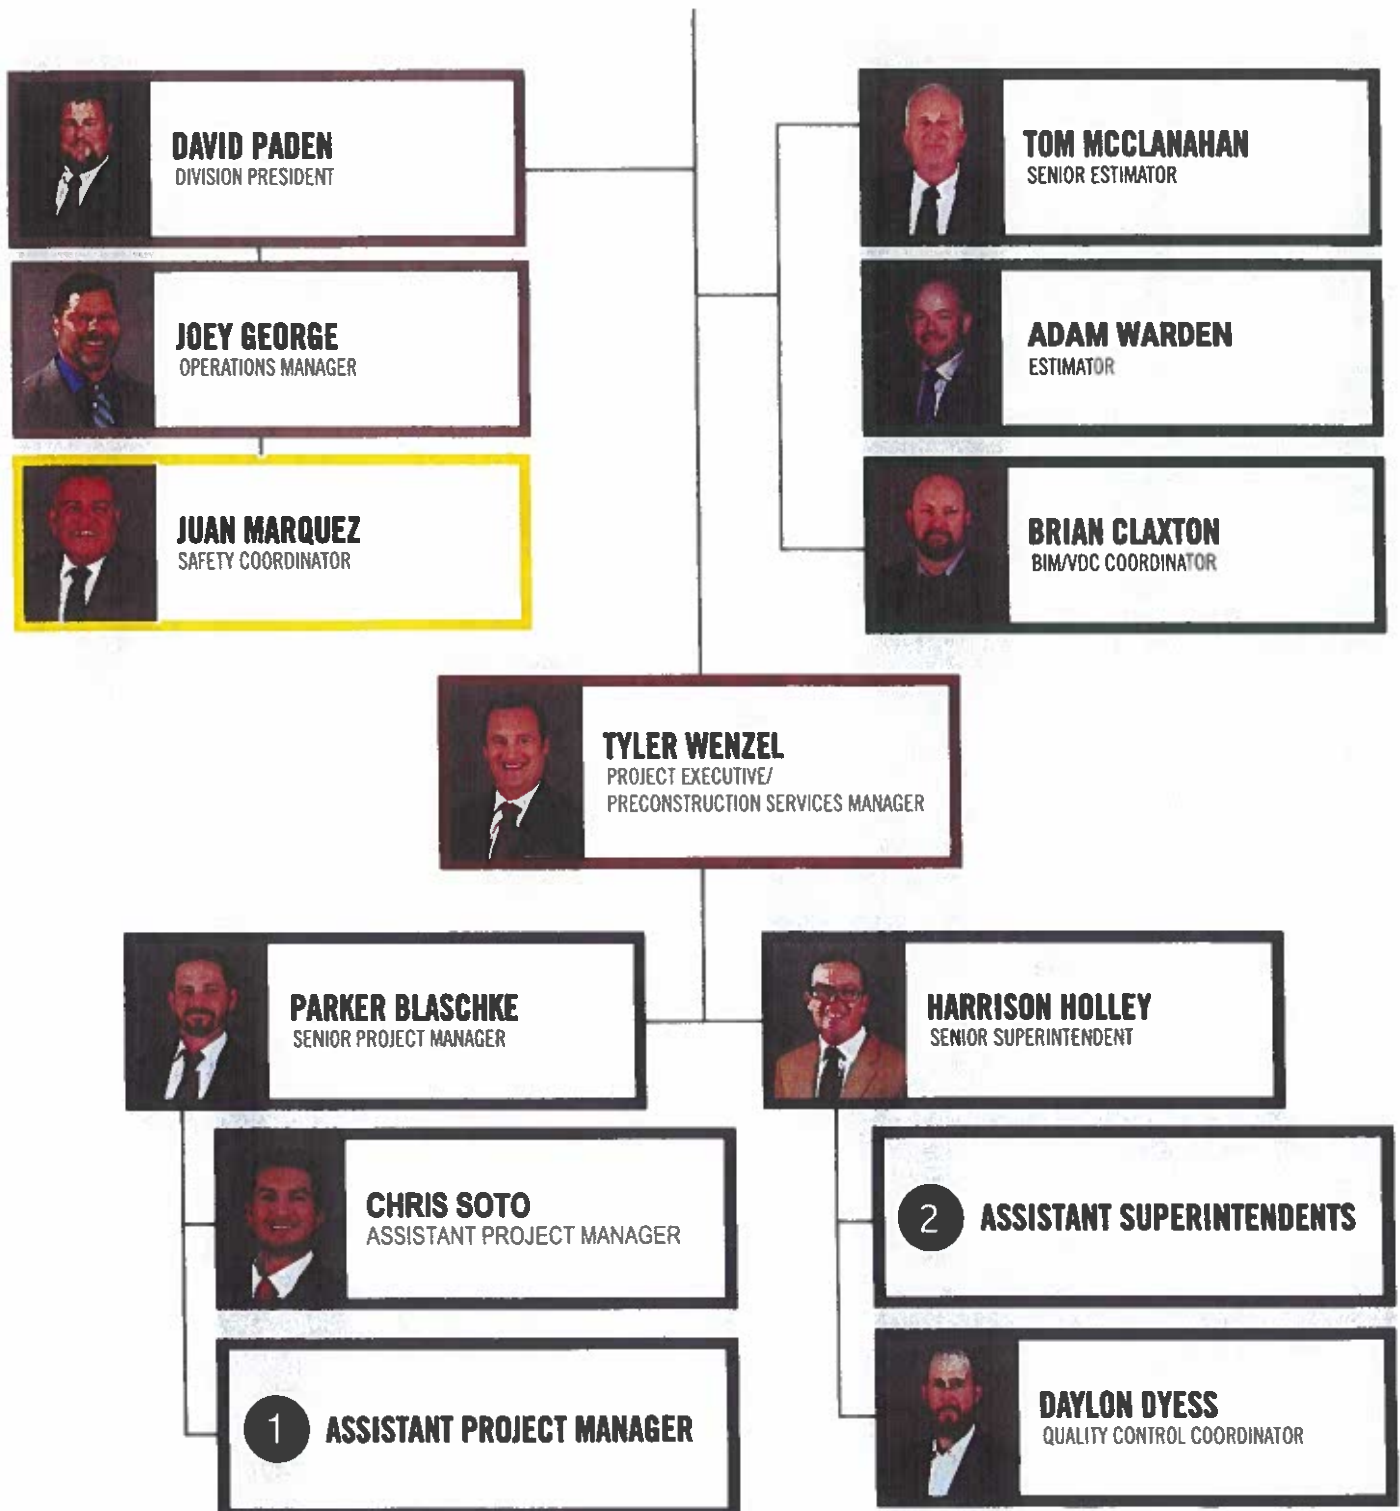 DAVID PADEN
DIVISION PRESIDENT
JOEY GEORGE
OPERATIONS MANAGER
JUAN MARQUEZ
SAFETY COORDINATOR
TOM MCCLANAHAN
SENIOR ESTIMATOR
ADAM WARDEN
ESTIMATOR
BRIAN CLAXTON
BIM/VDC COORDINATOR
TYLER WENZEL
PROJECT EXECUTIVE/
PRECONSTRUCTION SERVICES MANAGER
PARKER BLASCHKE
SENIOR PROJECT MANAGER
CHRIS SOTO
ASSISTANT PROJECT MANAGER
1 ASSISTANT PROJECT MANAGER
HARRISON HOLLEY
SENIOR SUPERINTENDENT
2 ASSISTANT SUPERINTENDENTS
DAYLON DYESS
QUALITY CONTROL COORDINATOR